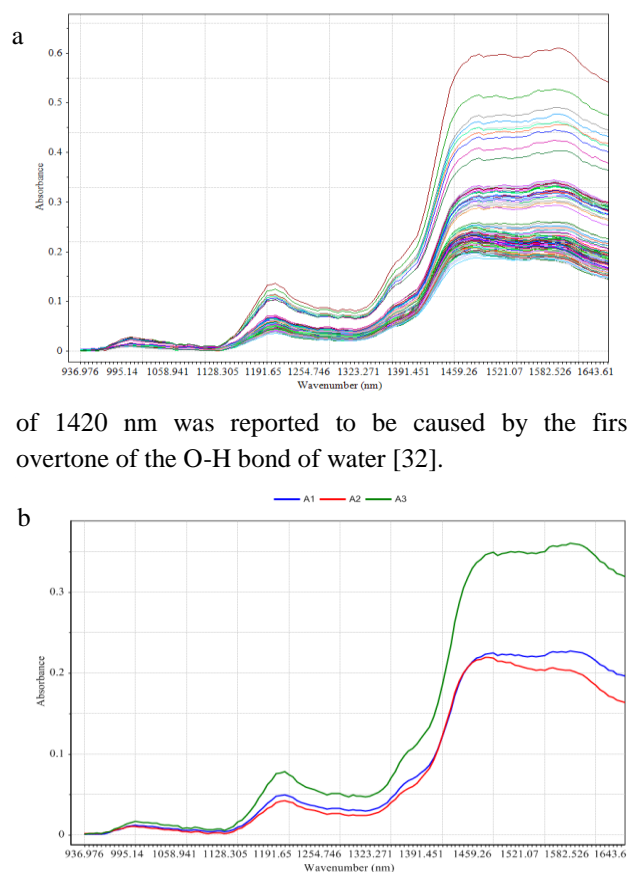 a
0.6
0.5
0.4
Absorbance
0.3
0.2
0.1
0
936.976 995.14 1058.941 1128.305 1191.65 1254.746 1323.271 1391.451 1459.26 1521.07 1582.526 1643.61
Wavenumber (nm)
of 1420 nm was reported to be caused by the firs
overtone of the O-H bond of water [32].
b
A1 A2 A3
0.3
0.2
Absorbance
0.1
0
936.976 995.14 1058.941 1128.305 1191.65 1254.746 1323.271 1391.451 1459.26 1521.07 1582.526 1643.6
Wavenumber (nm)